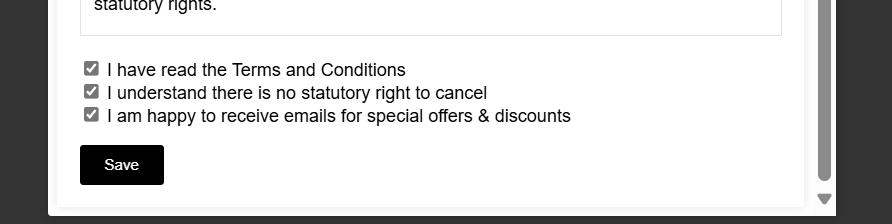 statutory rights.
I have read the Terms and Conditions
I understand there is no statutory right to cancel
I am happy to receive emails for special offers & discounts
Save